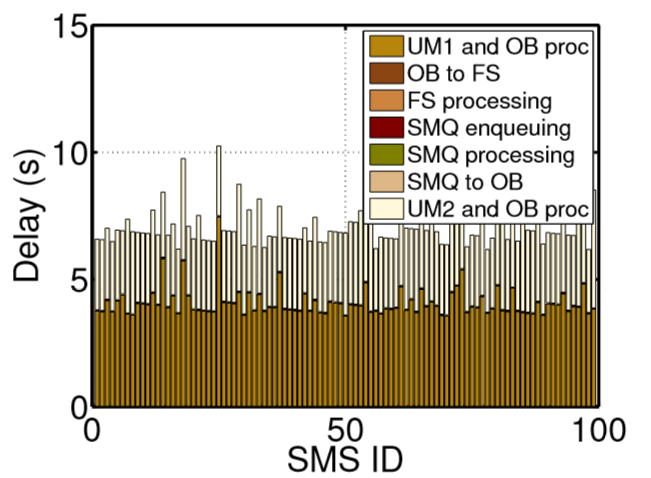 15
UM1 and OB proc
OB to FS
FS processing
SMQ enqueuing
SMQ processing
SMQ to OB
UM2 and OB proc
10
5
0
Delay (s)
0 50 100
SMS ID